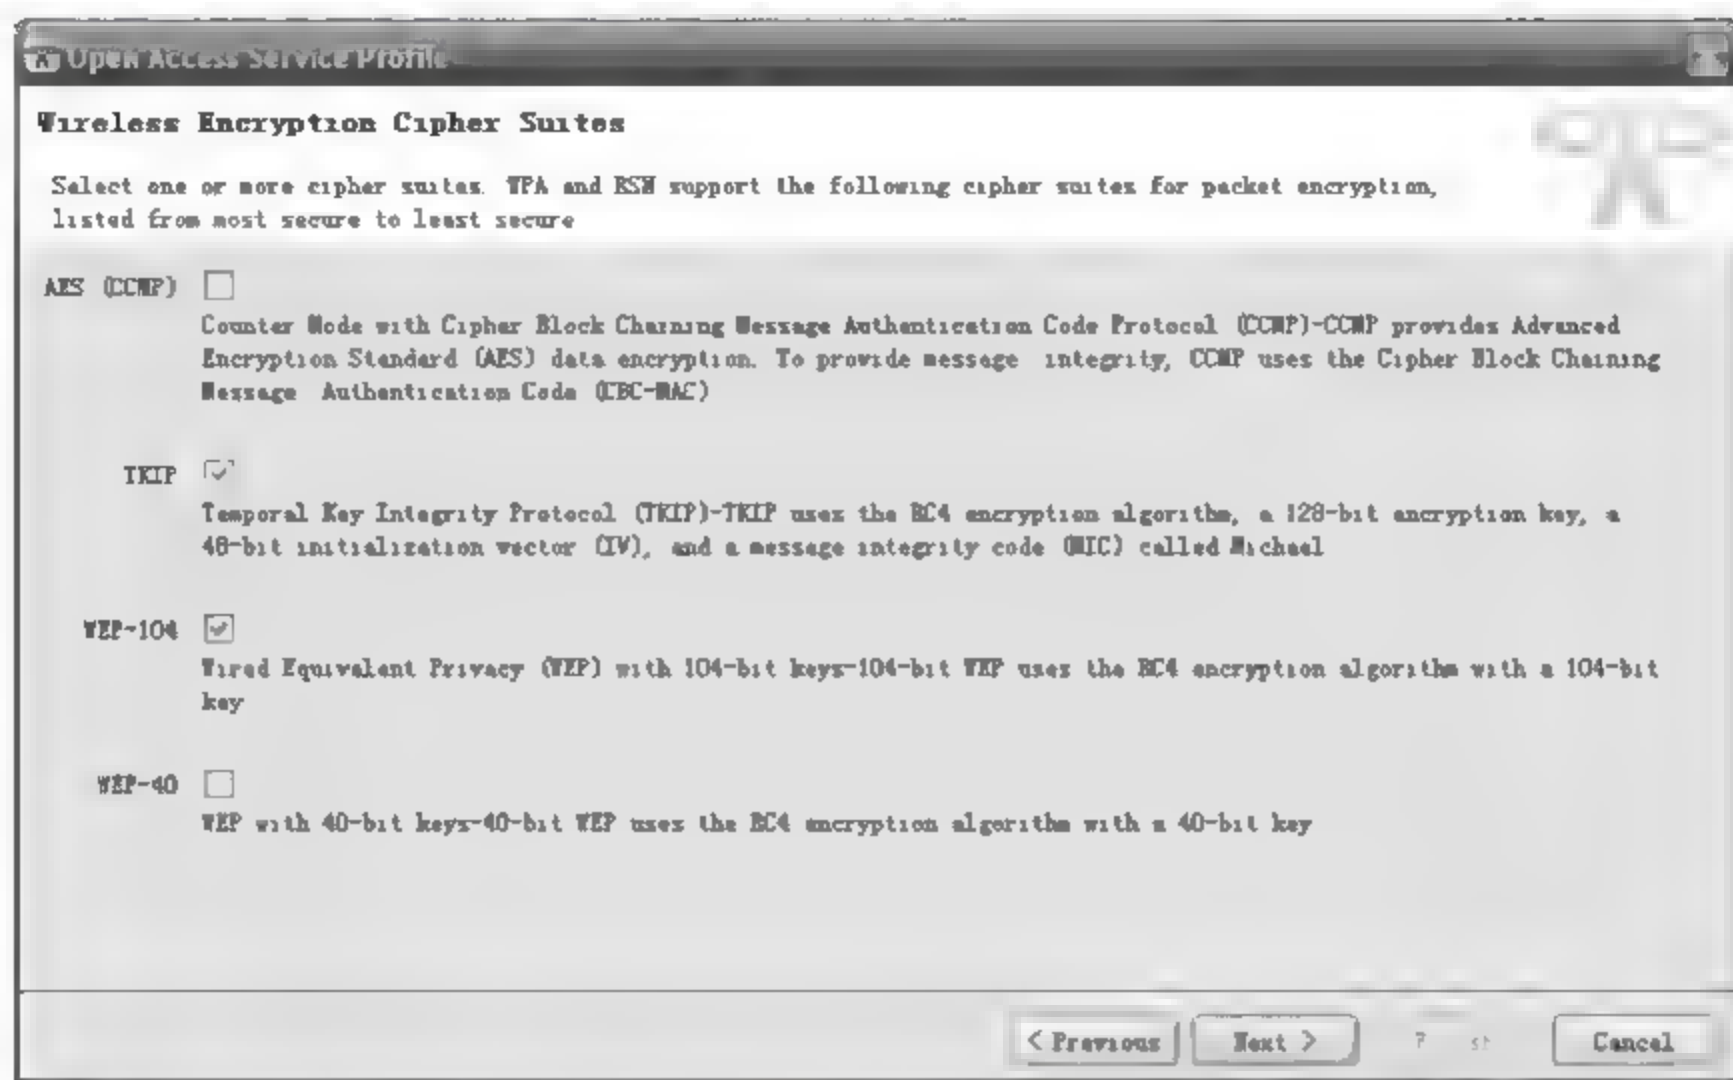 Open Access Service Profile
Wireless Encryption Cipher Suites
Select one or more cipher suites. WPA and RSN support the following cipher suites for packet encryption,
listed from most secure to least secure
AES (CCMP)
Counter Mode with Cipher Block Chaining Message Authentication Code Protocol (CCMP)-CCMP provides Advanced
Encryption Standard (AES) data encryption. To provide message integrity, CCMP uses the Cipher Block Chaining
Message Authentication Code (CBC-MAC)
TKIP
Temporal Key Integrity Protocol (TKIP)-TKIP uses the RC4 encryption algorithm, a 128-bit encryption key, a
48-bit initialization vector (IV), and a message integrity code (MIC) called Michael
WEP-104
Wired Equivalent Privacy (WEP) with 104-bit keys-104-bit WEP uses the RC4 encryption algorithm with a 104-bit
key
WEP-40
WEP with 40-bit keys-40-bit WEP uses the RC4 encryption algorithm with a 40-bit key
< Previous Next > Cancel